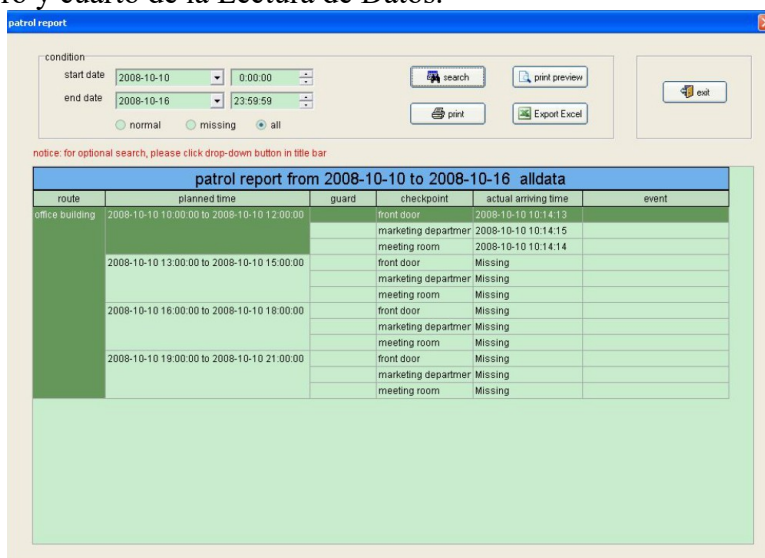 ro y cuarto de la Lectura de Datos.
patrol report
condition
start date 2008-10-10 0:00:00 search print preview
end date 2008-10-16 23:59:59 print Export Excel exit
normal missing all
notice: for optional search, please click drop-down button in title bar
patrol report from 2008-10-10 to 2008-10-16 alldata
route planned time guard checkpoint actual arriving time event
office building 2008-10-10 10:00:00 to 2008-10-10 12:00:00 front door 2008-10-10 10:14:13
marketing departmer 2008-10-10 10:14:15
meeting room 2008-10-10 10:14:14
2008-10-10 13:00:00 to 2008-10-10 15:00:00 front door Missing
marketing departmer Missing
meeting room Missing
2008-10-10 16:00:00 to 2008-10-10 18:00:00 front door Missing
marketing departmer Missing
meeting room Missing
2008-10-10 19:00:00 to 2008-10-10 21:00:00 front door Missing
marketing departmer Missing
meeting room Missing